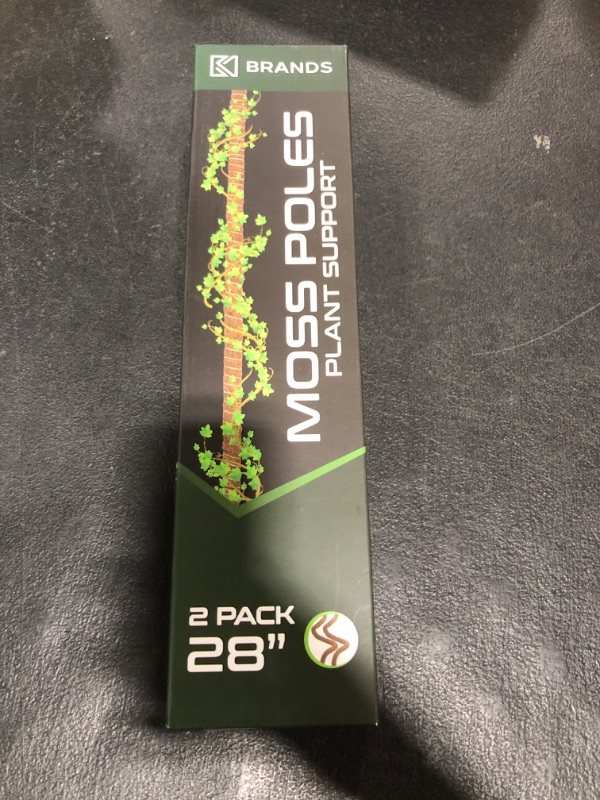 BRANDS
MOSS POLES
PLANT SUPPORT
2 PACK
28”